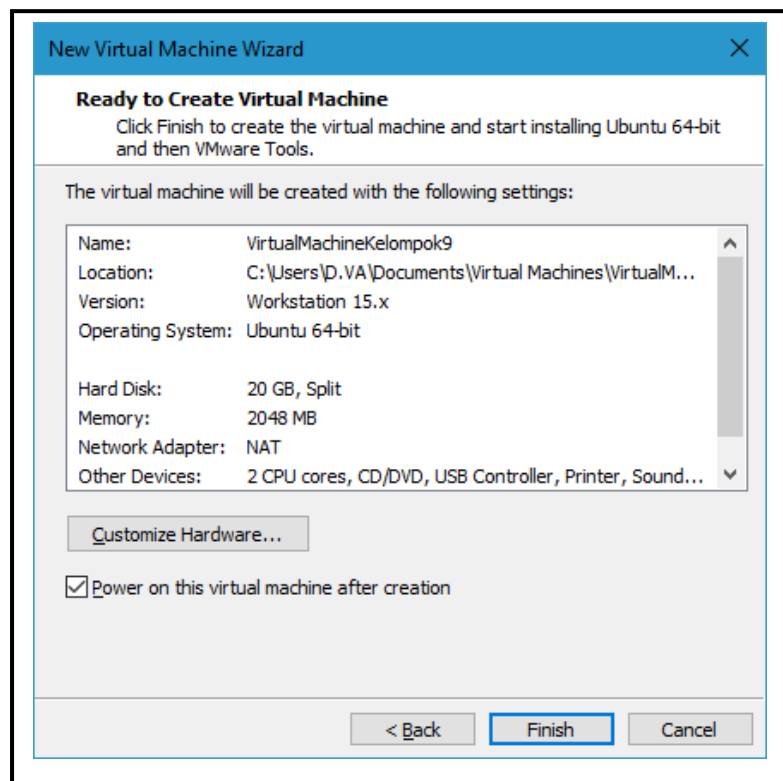 New Virtual Machine Wizard
Ready to Create Virtual Machine
Click Finish to create the virtual machine and start installing Ubuntu 64-bit
and then VMware Tools.
The virtual machine will be created with the following settings:
Name: VirtualMachineKelompok9
Location: C:\Users\D.VA\Documents\Virtual Machines\VirtualM...
Version: Workstation 15.x
Operating System: Ubuntu 64-bit
Hard Disk: 20 GB, Split
Memory: 2048 MB
Network Adapter: NAT
Other Devices: 2 CPU cores, CD/DVD, USB Controller, Printer, Sound...
Customize Hardware...
Power on this virtual machine after creation
< Back Finish Cancel